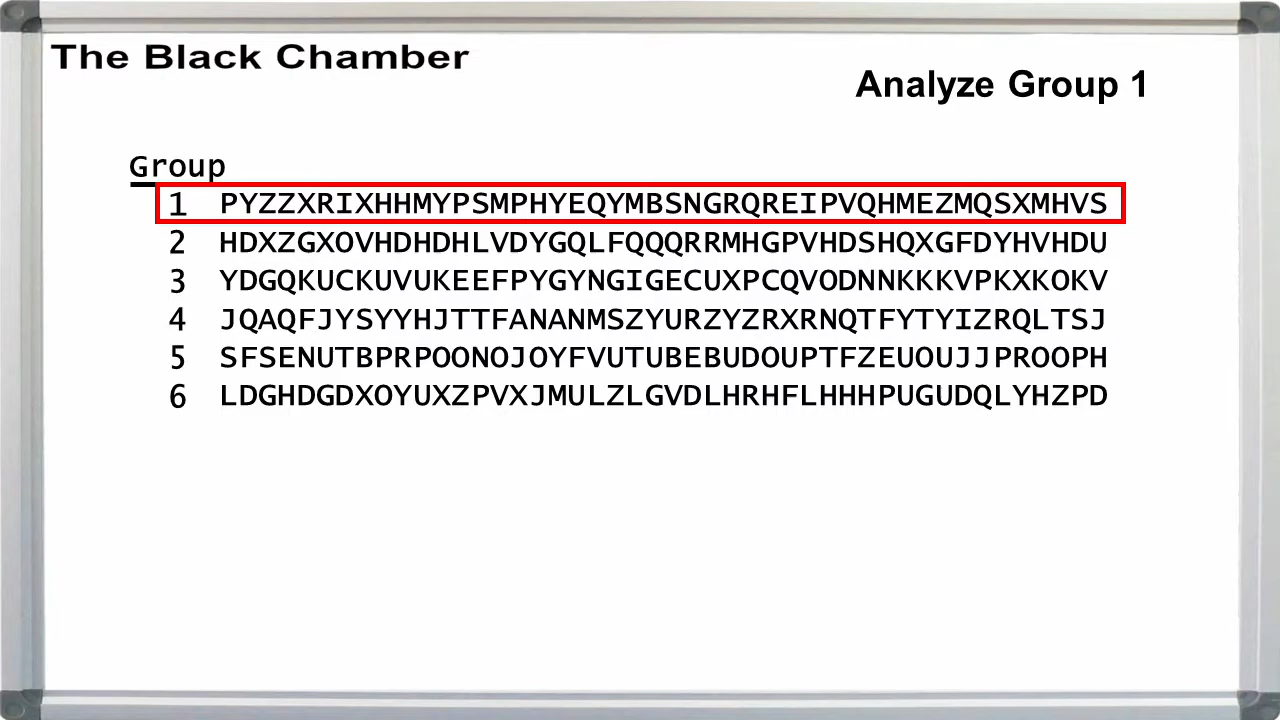 The Black Chamber
Analyze Group 1
Group
1 PYZZXRIXHHMYPSMPHYEQYMBSNGRQREIPVQHMEZMQSXMHVS
2 HDXZGXOVHDHDHLVDYGQLFQQQRRMHGPVHDSHQXGFDYHVHDU
3 YDGQKUCKUVUKEEFPYGYNGIGECUXPCQVODNNKKKVPKXKOKV
4 JQAQFJYSYYHJTTFANANMSZYURZYZRXRNQTFYTYIZRQLTSJ
5 SFSENUTBPRPOONOJOYFVUTUBEBUDOUPTFZEUOUJJPROOPH
6 LDGHDGDXOYUXZPVXJMULZLGVDLHRHFLHHHPUGUDQLYHZPD